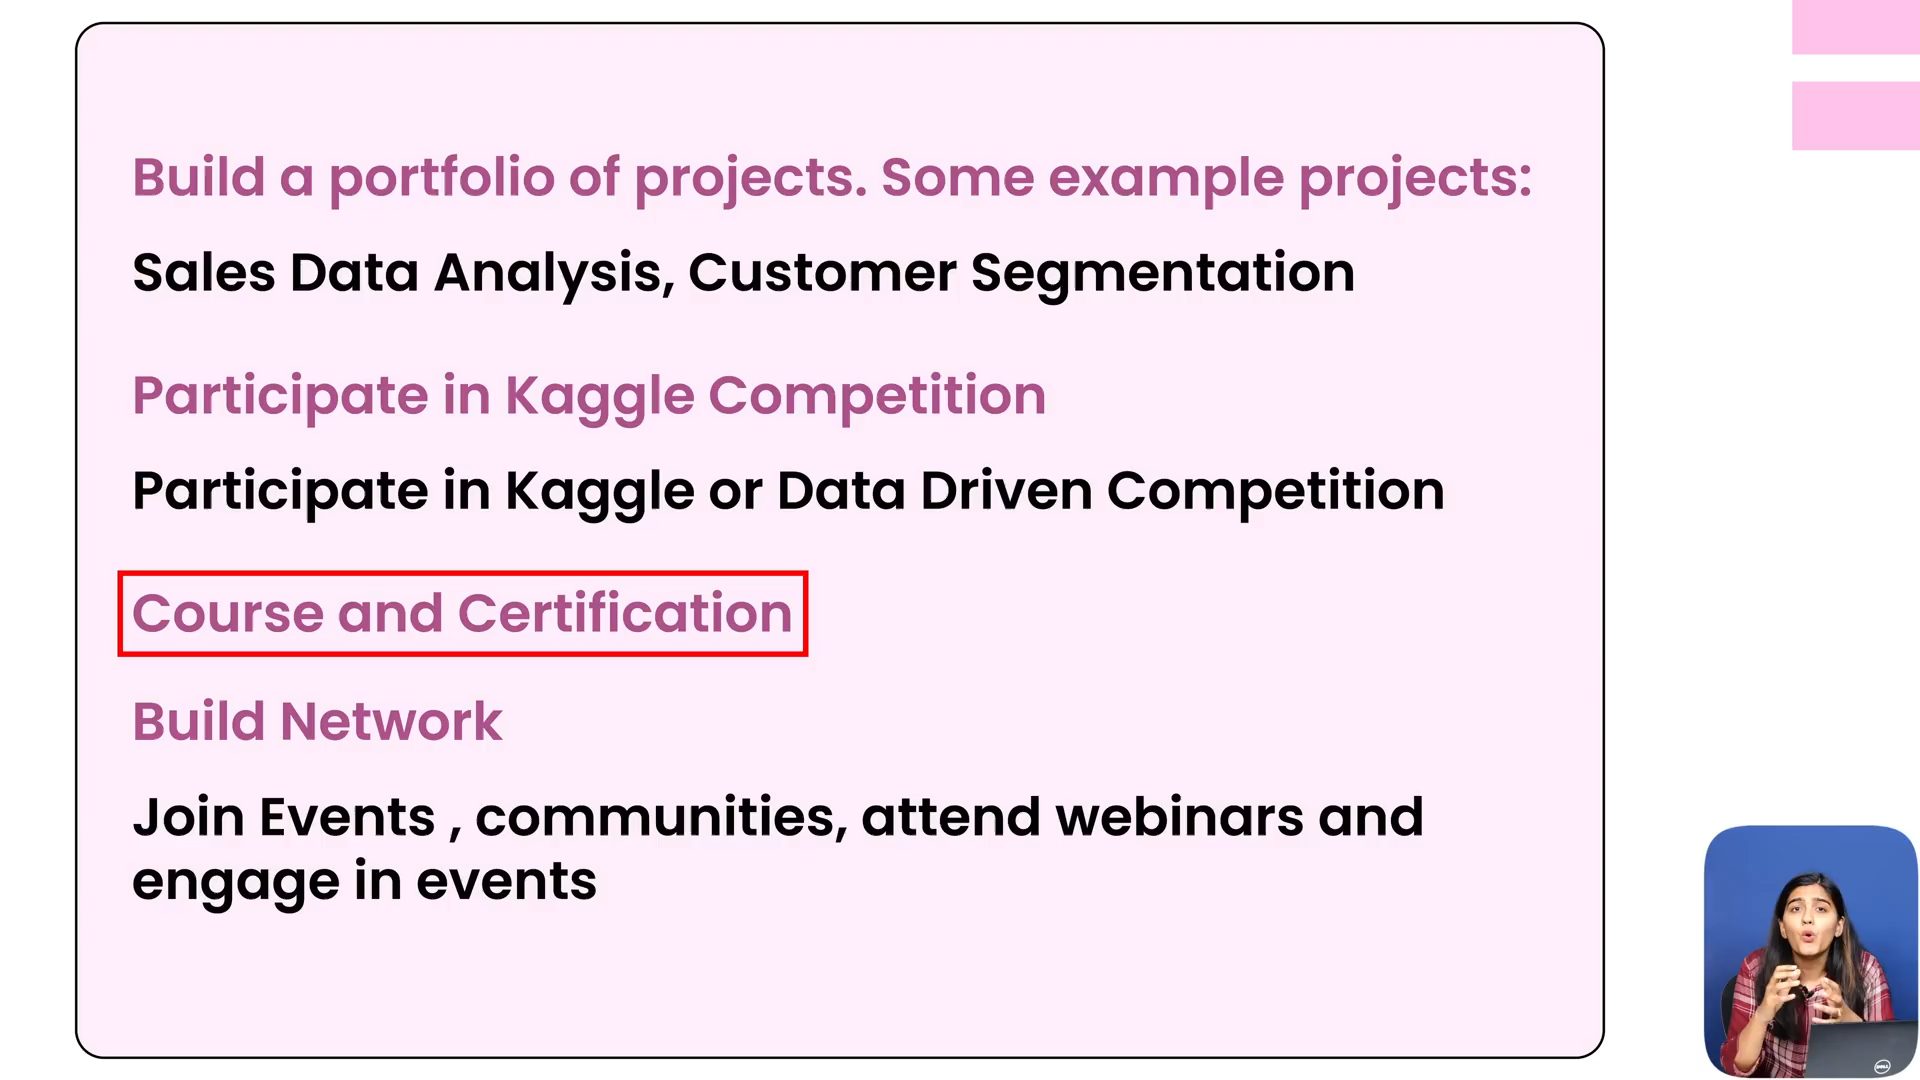 Build a portfolio of projects. Some example projects:
Sales Data Analysis, Customer Segmentation
Participate in Kaggle Competition
Participate in Kaggle or Data Driven Competition
Course and Certification
Build Network
Join Events , communities, attend webinars and
engage in events
DELL